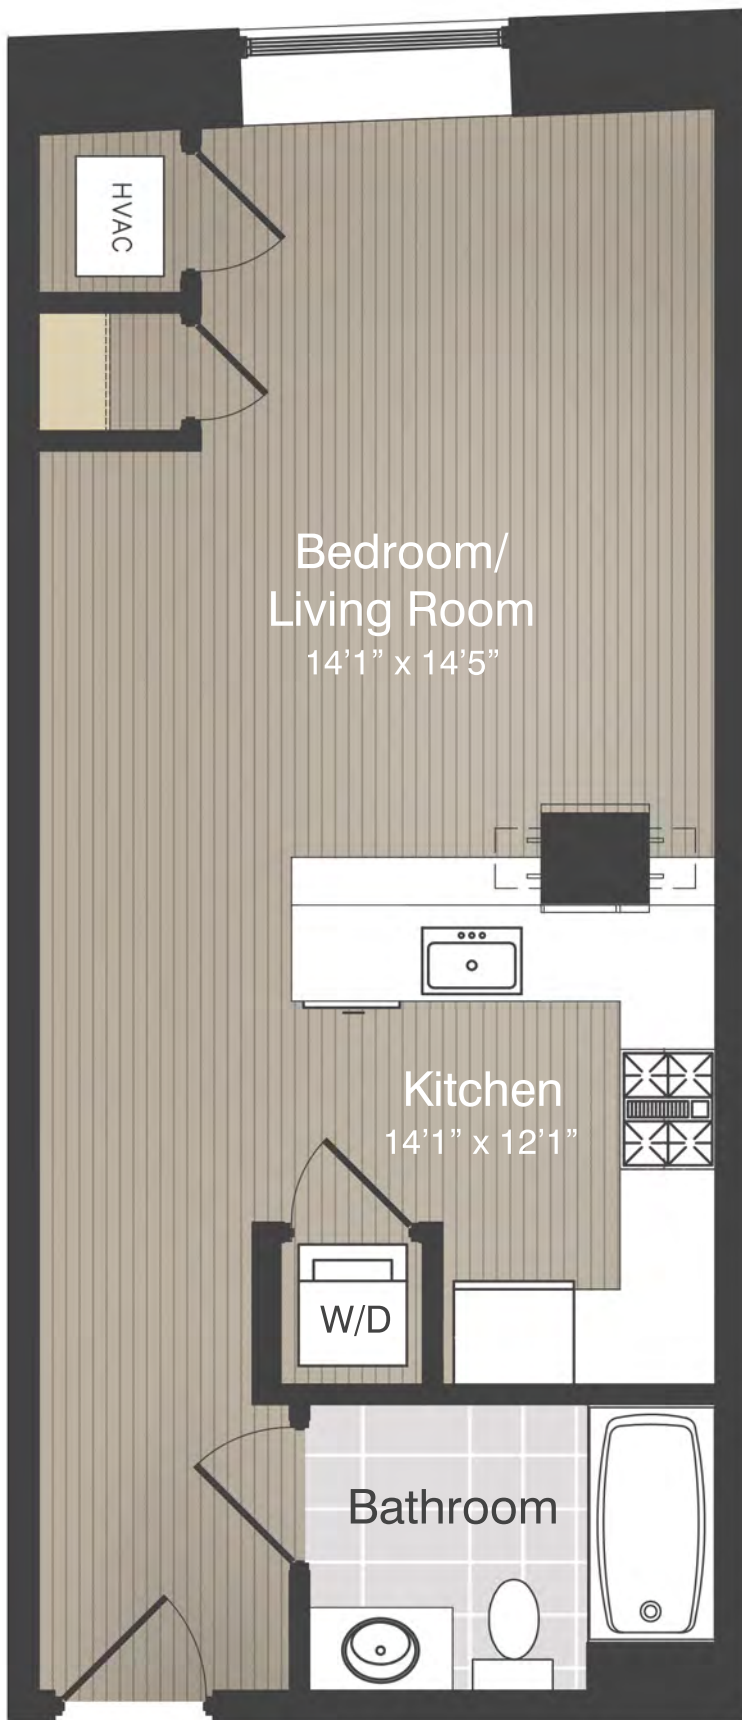 HVAC
Bedroom/
Living Room
14’1” x 14’5”
Kitchen
14’1” x 12’1”
W/D
Bathroom